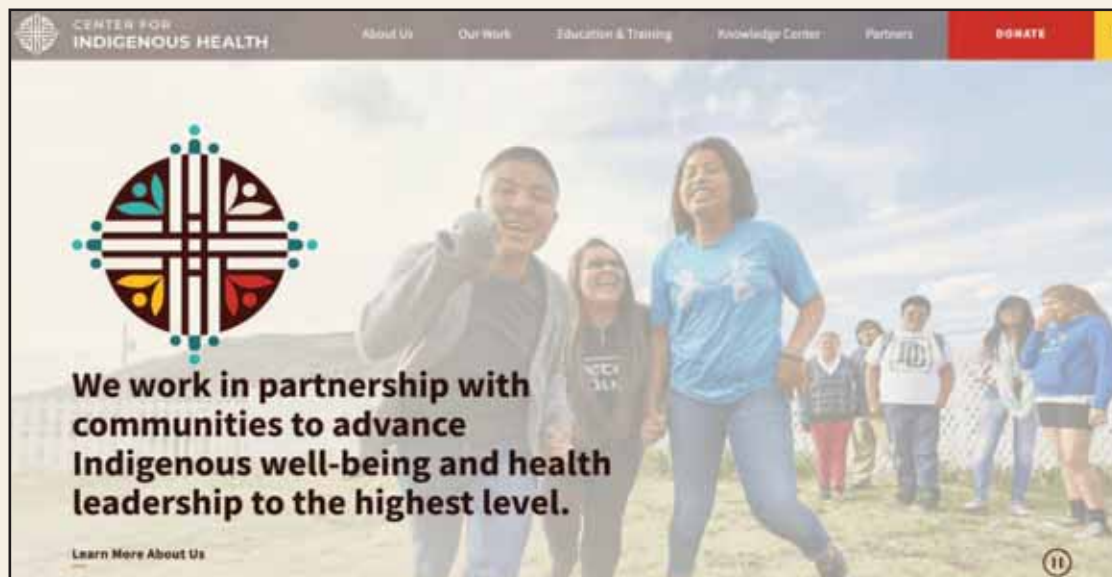 CENTER FOR
INDIGENOUS HEALTH
About Us Our Work Education & Training Knowledge Center Partners DONATE
We work in partnership with
communities to advance
Indigenous well-being and health
leadership to the highest level.
Learn More About Us